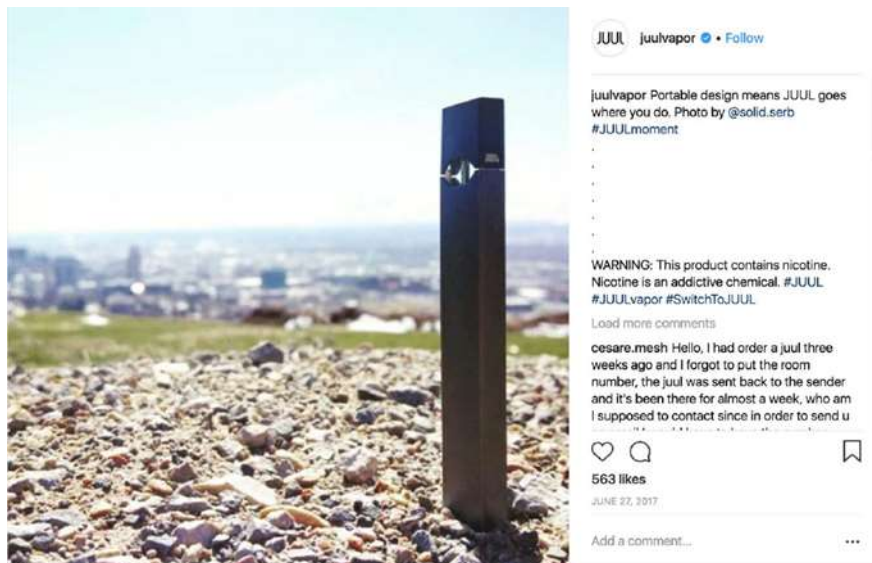 JUUL
juulvapor • Follow
juulvapor Portable design means JUUL goes
where you do. Photo by @solid.serb
#JUULmoment
.
.
.
.
.
.
.
WARNING: This product contains nicotine.
Nicotine is an addictive chemical. #JUUL
#JUULvapor #SwitchToJUUL
Load more comments
cesare.mesh Hello, I had order a juul three
weeks ago and I forgot to put the room
number, the juul was sent back to the sender
and it's been there for almost a week, who am
I supposed to contact since in order to send u
563 likes
JUNE 27, 2017
Add a comment...